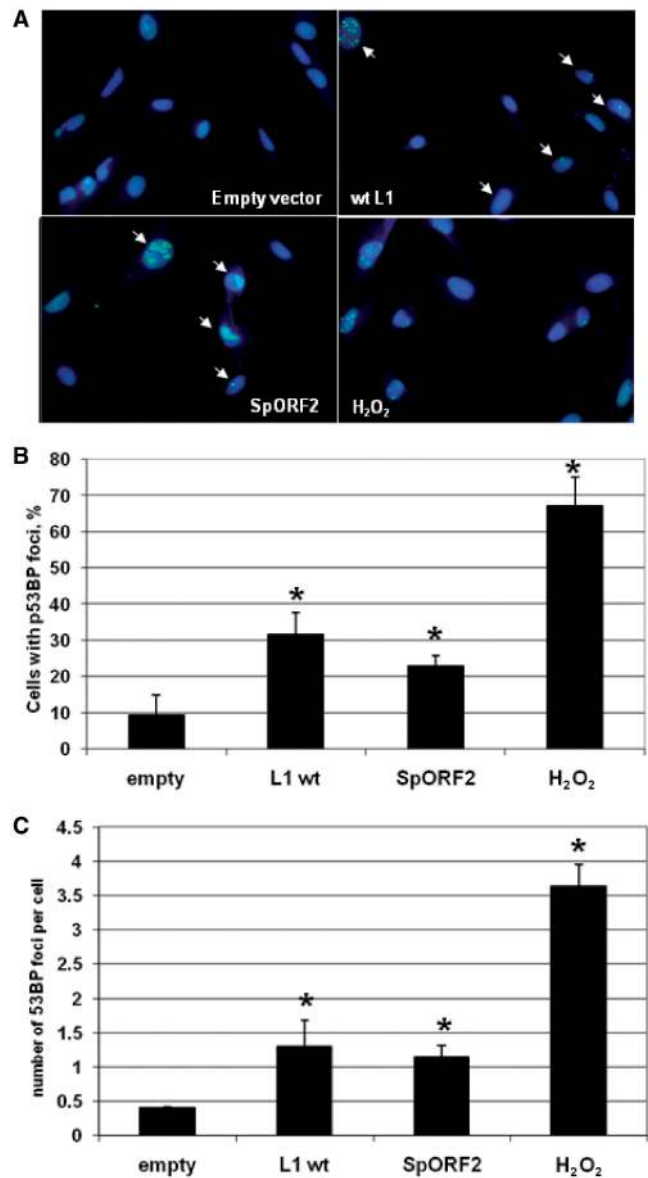 A
Empty vector
wt L1
SpORF2
H₂O₂
B
Cells with p53BP foci, %
80
70
60
50
40
30
20
10
0
*
*
*
empty
L1 wt
SpORF2
H₂O₂
C
number of 53BP foci per cell
4.5
4
3.5
3
2.5
2
1.5
1
0.5
0
*
*
*
empty
L1 wt
SpORF2
H₂O₂